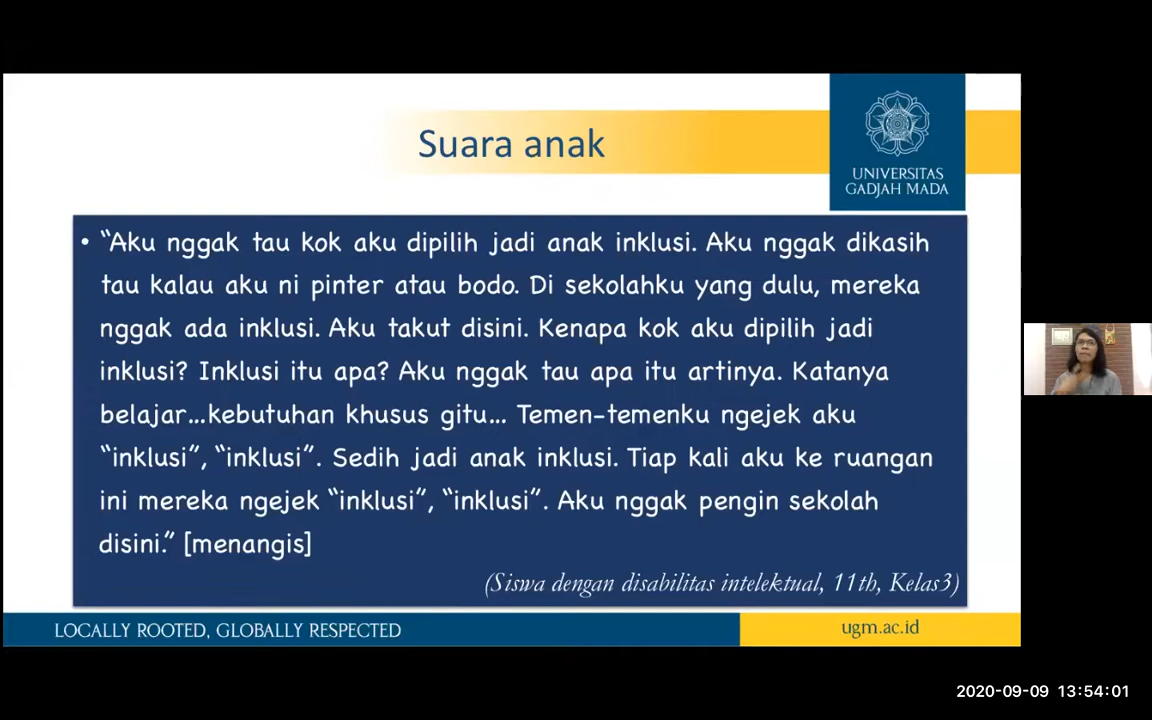 Suara anak
UNIVERSITAS
GADJAH MADA
• “Aku nggak tau kok aku dipilih jadi anak inklusi. Aku nggak dikasih
tau kalau aku ni pinter atau bodo. Di sekolahku yang dulu, mereka
nggak ada inklusi. Aku takut disini. Kenapa kok aku dipilih jadi
inklusi? Inklusi itu apa? Aku nggak tau apa itu artinya. Katanya
belajar...kebutuhan khusus gitu... Temen-temenku ngejek aku
“inklusi”, “inklusi”. Sedih jadi anak inklusi. Tiap kali aku ke ruangan
ini mereka ngejek “inklusi”, “inklusi”. Aku nggak pengin sekolah
disini.” [menangis]
(Siswa dengan disabilitas intelektual, 11th, Kelas3)
LOCALLY ROOTED, GLOBALLY RESPECTED
ugm.ac.id
2020-09-09 13:54:01